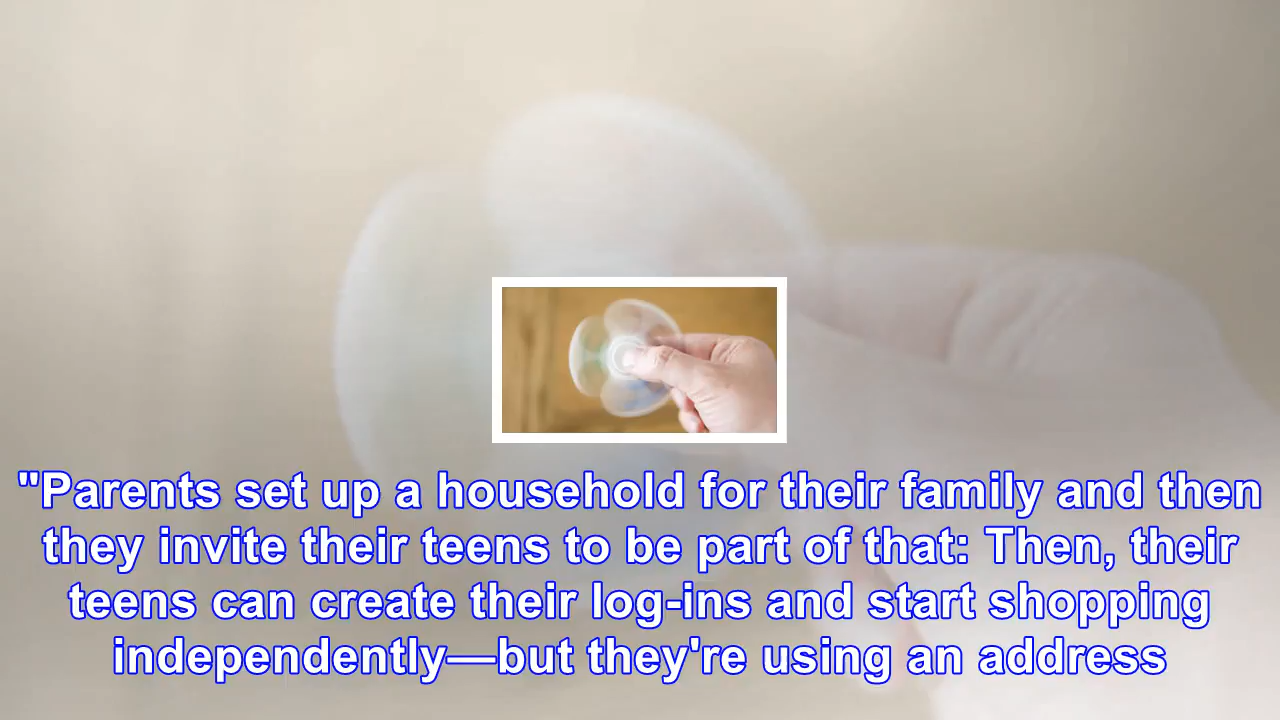 "Parents set up a household for their family and then
they invite their teens to be part of that: Then, their
teens can create their log-ins and start shopping
independently—but they're using an address